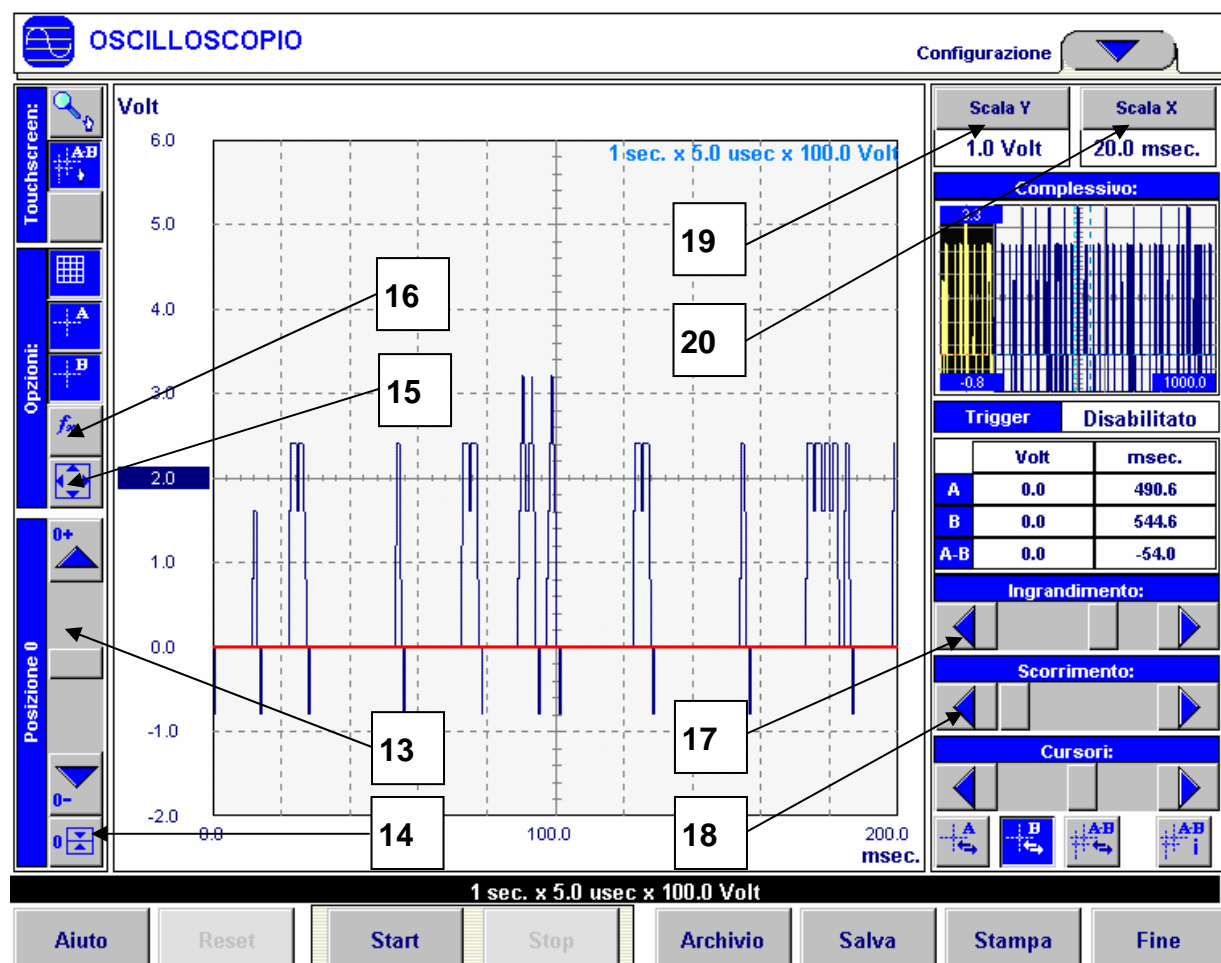 OSCILLOSCOPIO
Configurazione
Touchscreen:
A-B
Opzioni:
A
B
fx
Posizione 0
0+
0-
0
Volt
6.0
5.0
4.0
3.0
2.0
1.0
0.0
-1.0
-2.0
1 sec. x 5.0 usec x 100.0 Volt
0.0
100.0
200.0
msec.
16
15
13
14
19
20
17
18
Scala Y
Scala X
1.0 Volt
20.0 msec.
Complessivo:
3.3
-0.8
1000.0
Trigger
Disabilitato
Volt msec.
A 0.0 490.6
B 0.0 544.6
A-B 0.0 -54.0
Ingrandimento:
Scorrimento:
Cursori:
A
B
A-B
A-B
i
1 sec. x 5.0 usec x 100.0 Volt
Aiuto
Reset
Start
Stop
Archivio
Salva
Stampa
Fine